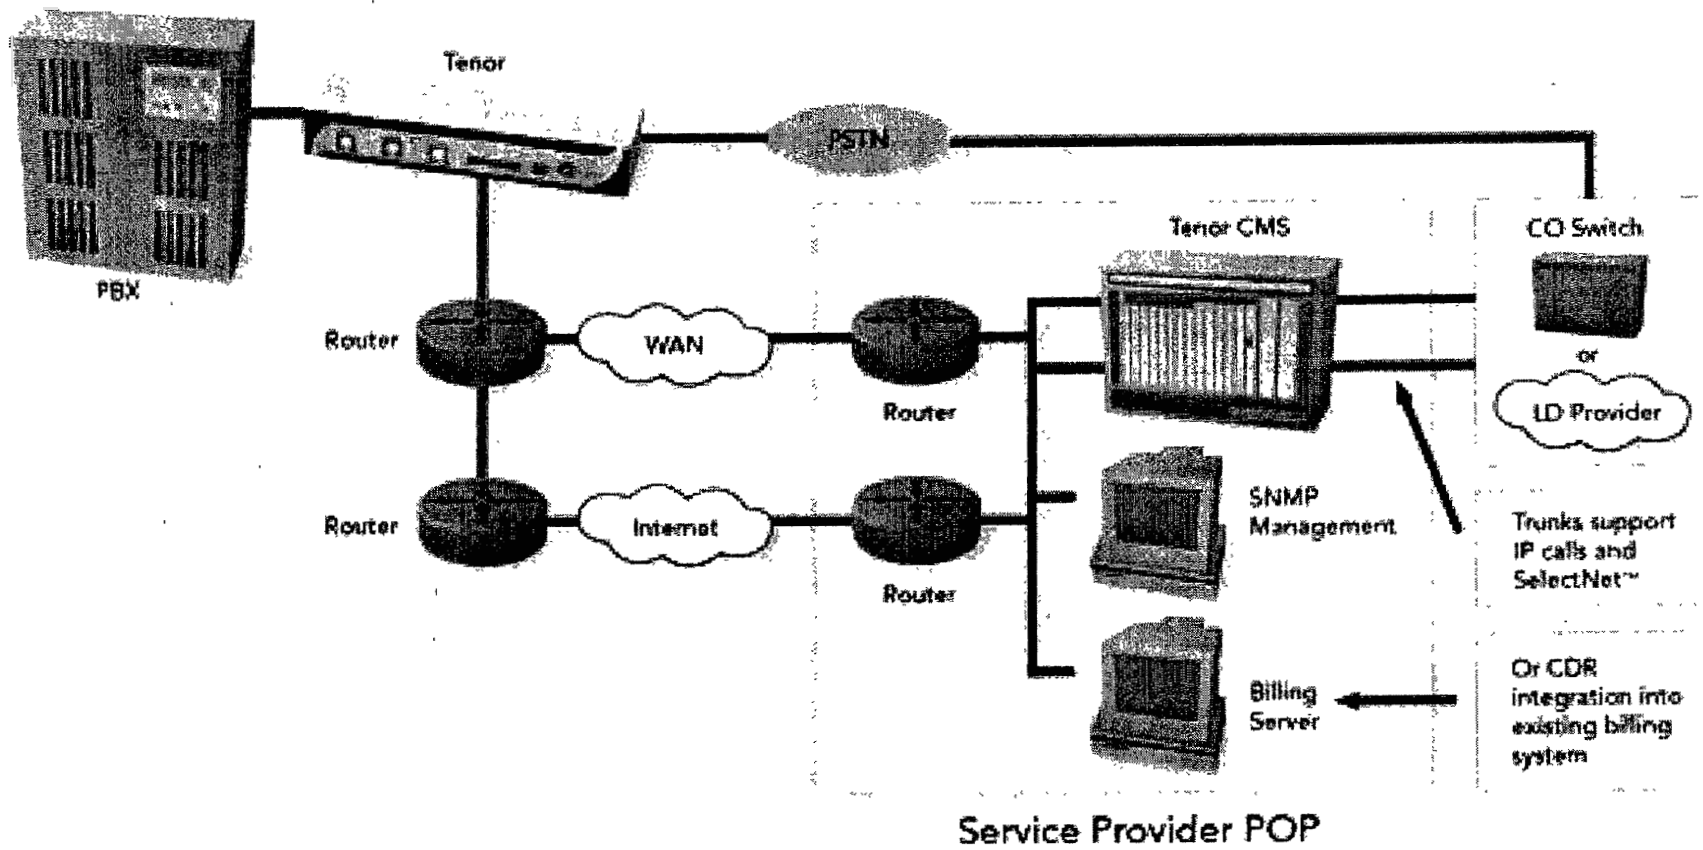 Tenor
PSTN
PBX
Tenor CMS
CO Switch
Router
WAN
Router
or
LD Provider
Router
Internet
Router
SNMP
Management
Trunks support
IP calls and
SelectNet™
Billing
Server
Or CDR
integration into
existing billing
system
Service Provider POP